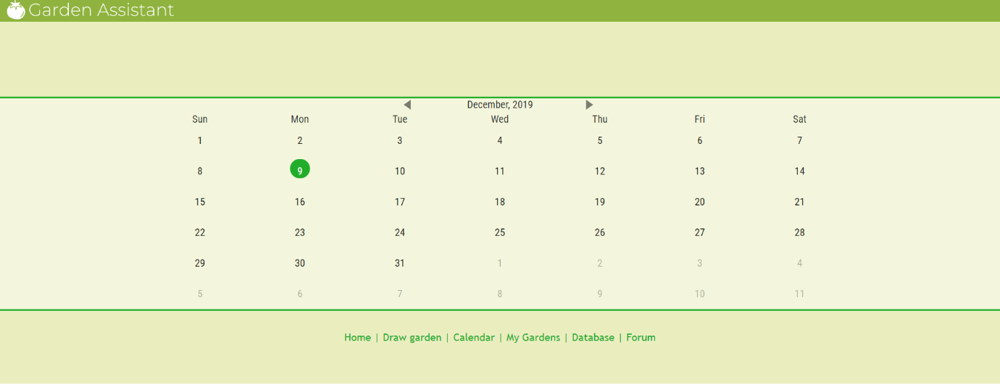 Garden Assistant
December, 2019
Sun Mon Tue Wed Thu Fri Sat
1 2 3 4 5 6 7
8 9 10 11 12 13 14
15 16 17 18 19 20 21
22 23 24 25 26 27 28
29 30 31 1 2 3 4
5 6 7 8 9 10 11
Home | Draw garden | Calendar | My Gardens | Database | Forum